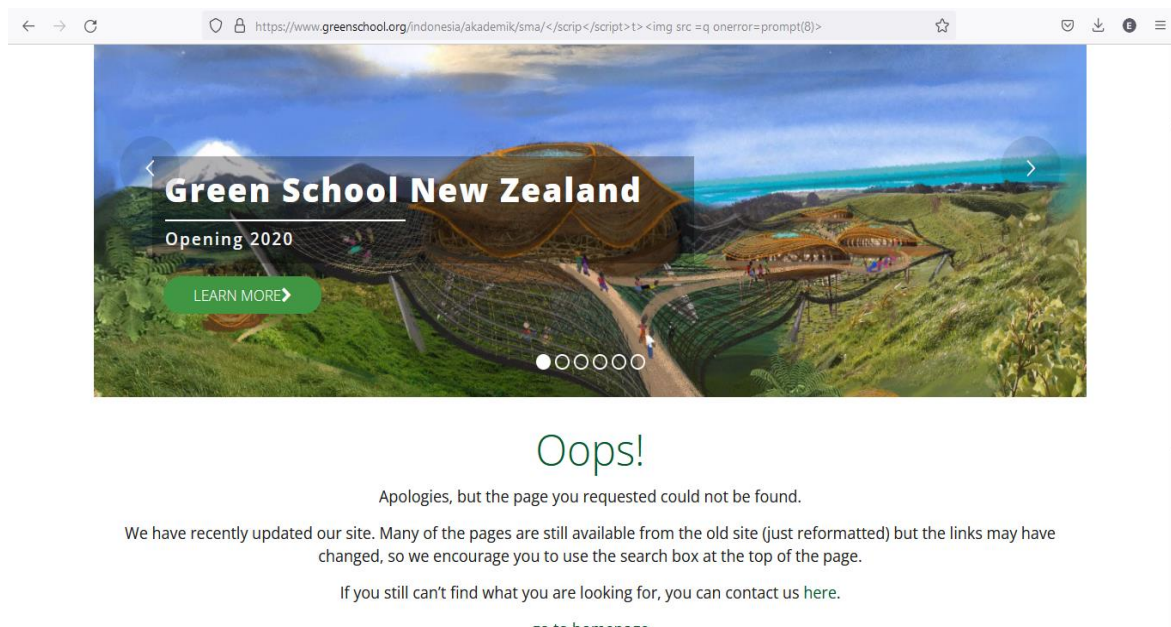 https://www.greenschool.org/indonesia/akademik/sma/</scrip</script>t><img src =q onerror=prompt(8)>
E
Green School New Zealand
Opening 2020
LEARN MORE
Oops!
Apologies, but the page you requested could not be found.
We have recently updated our site. Many of the pages are still available from the old site (just reformatted) but the links may have
changed, so we encourage you to use the search box at the top of the page.
If you still can't find what you are looking for, you can contact us here.
go to homepage